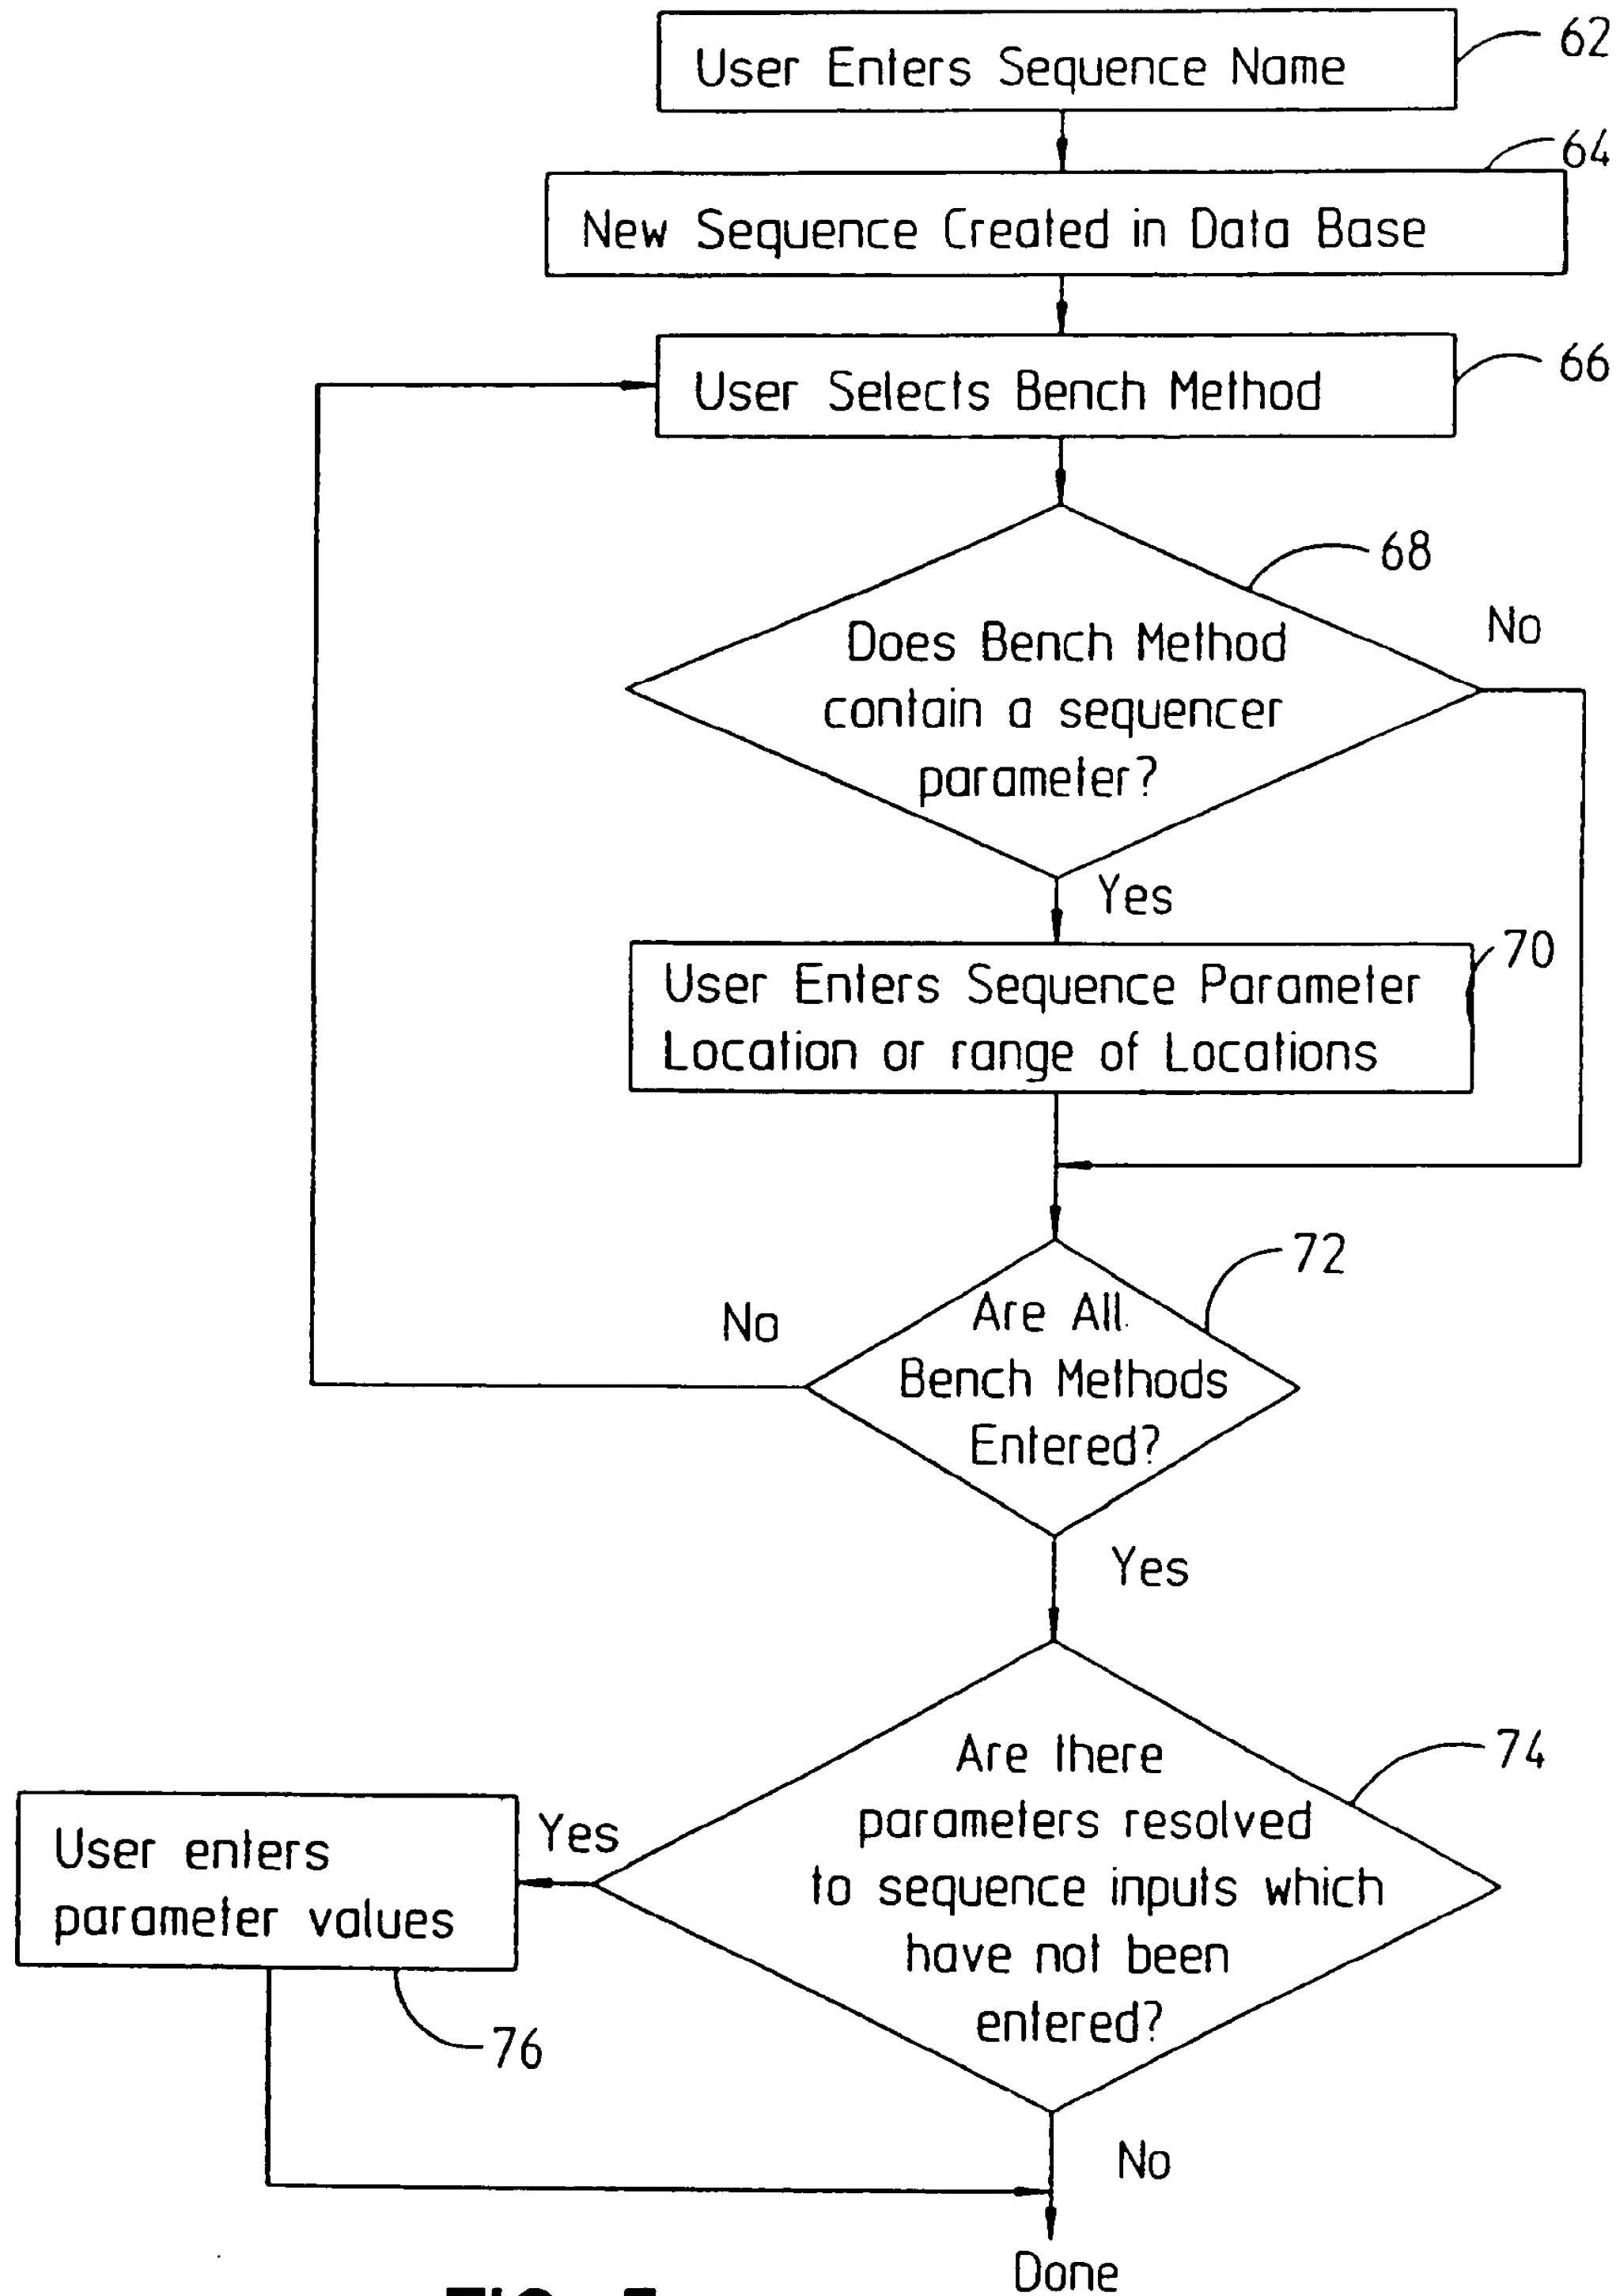 User Enters Sequence Name
62
64
New Sequence Created in Data Base
User Selects Bench Method
66
68
No
Does Bench Method
contain a sequencer
parameter?
Yes
70
User Enters Sequence Parameter
Location or range of Locations
72
No
Are All
Bench Methods
Entered?
Yes
74
Are there
parameters resolved
to sequence inputs which
have not been
entered?
Yes
User enters
parameter values
76
No
Done